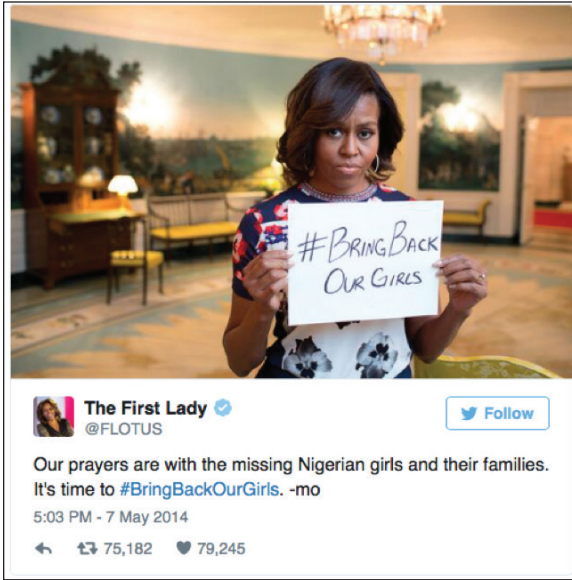 #BRINGBACK
OUR GIRLS
The First Lady
@FLOTUS
Follow
Our prayers are with the missing Nigerian girls and their families.
It's time to #BringBackOurGirls. -mo
5:03 PM - 7 May 2014
75,182 79,245